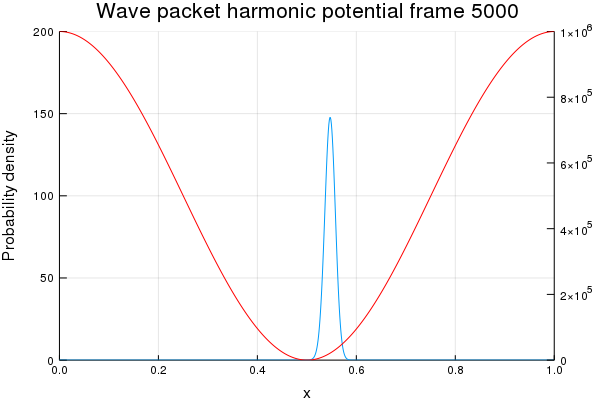 Wave packet harmonic potential frame 5000
200
150
100
50
0
Probability density
1×10⁶
8×10⁵
6×10⁵
4×10⁵
2×10⁵
0
0.0 0.2 0.4 0.6 0.8 1.0
x